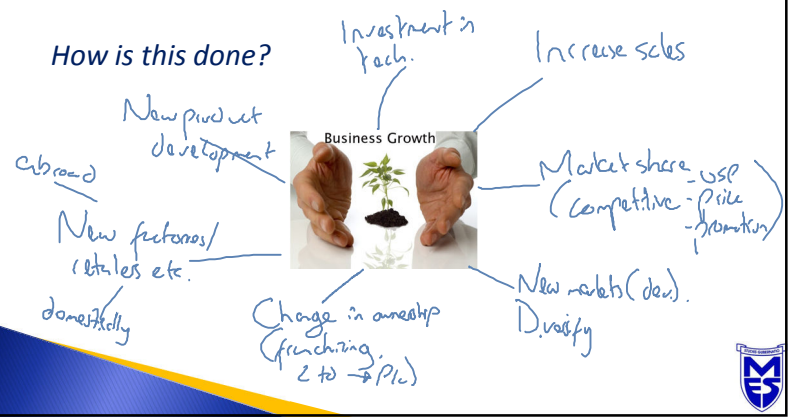 How is this done?
Investment in
tech.
Increase sales
New product
development
Business Growth
abroad
Market share
(competitive
- USP
- Price
- promotion)
New factories/
retailers etc.
domestically
Change in ownership
(franchising.
LTD → Plc)
New markets (dev.).
Diversify
MES